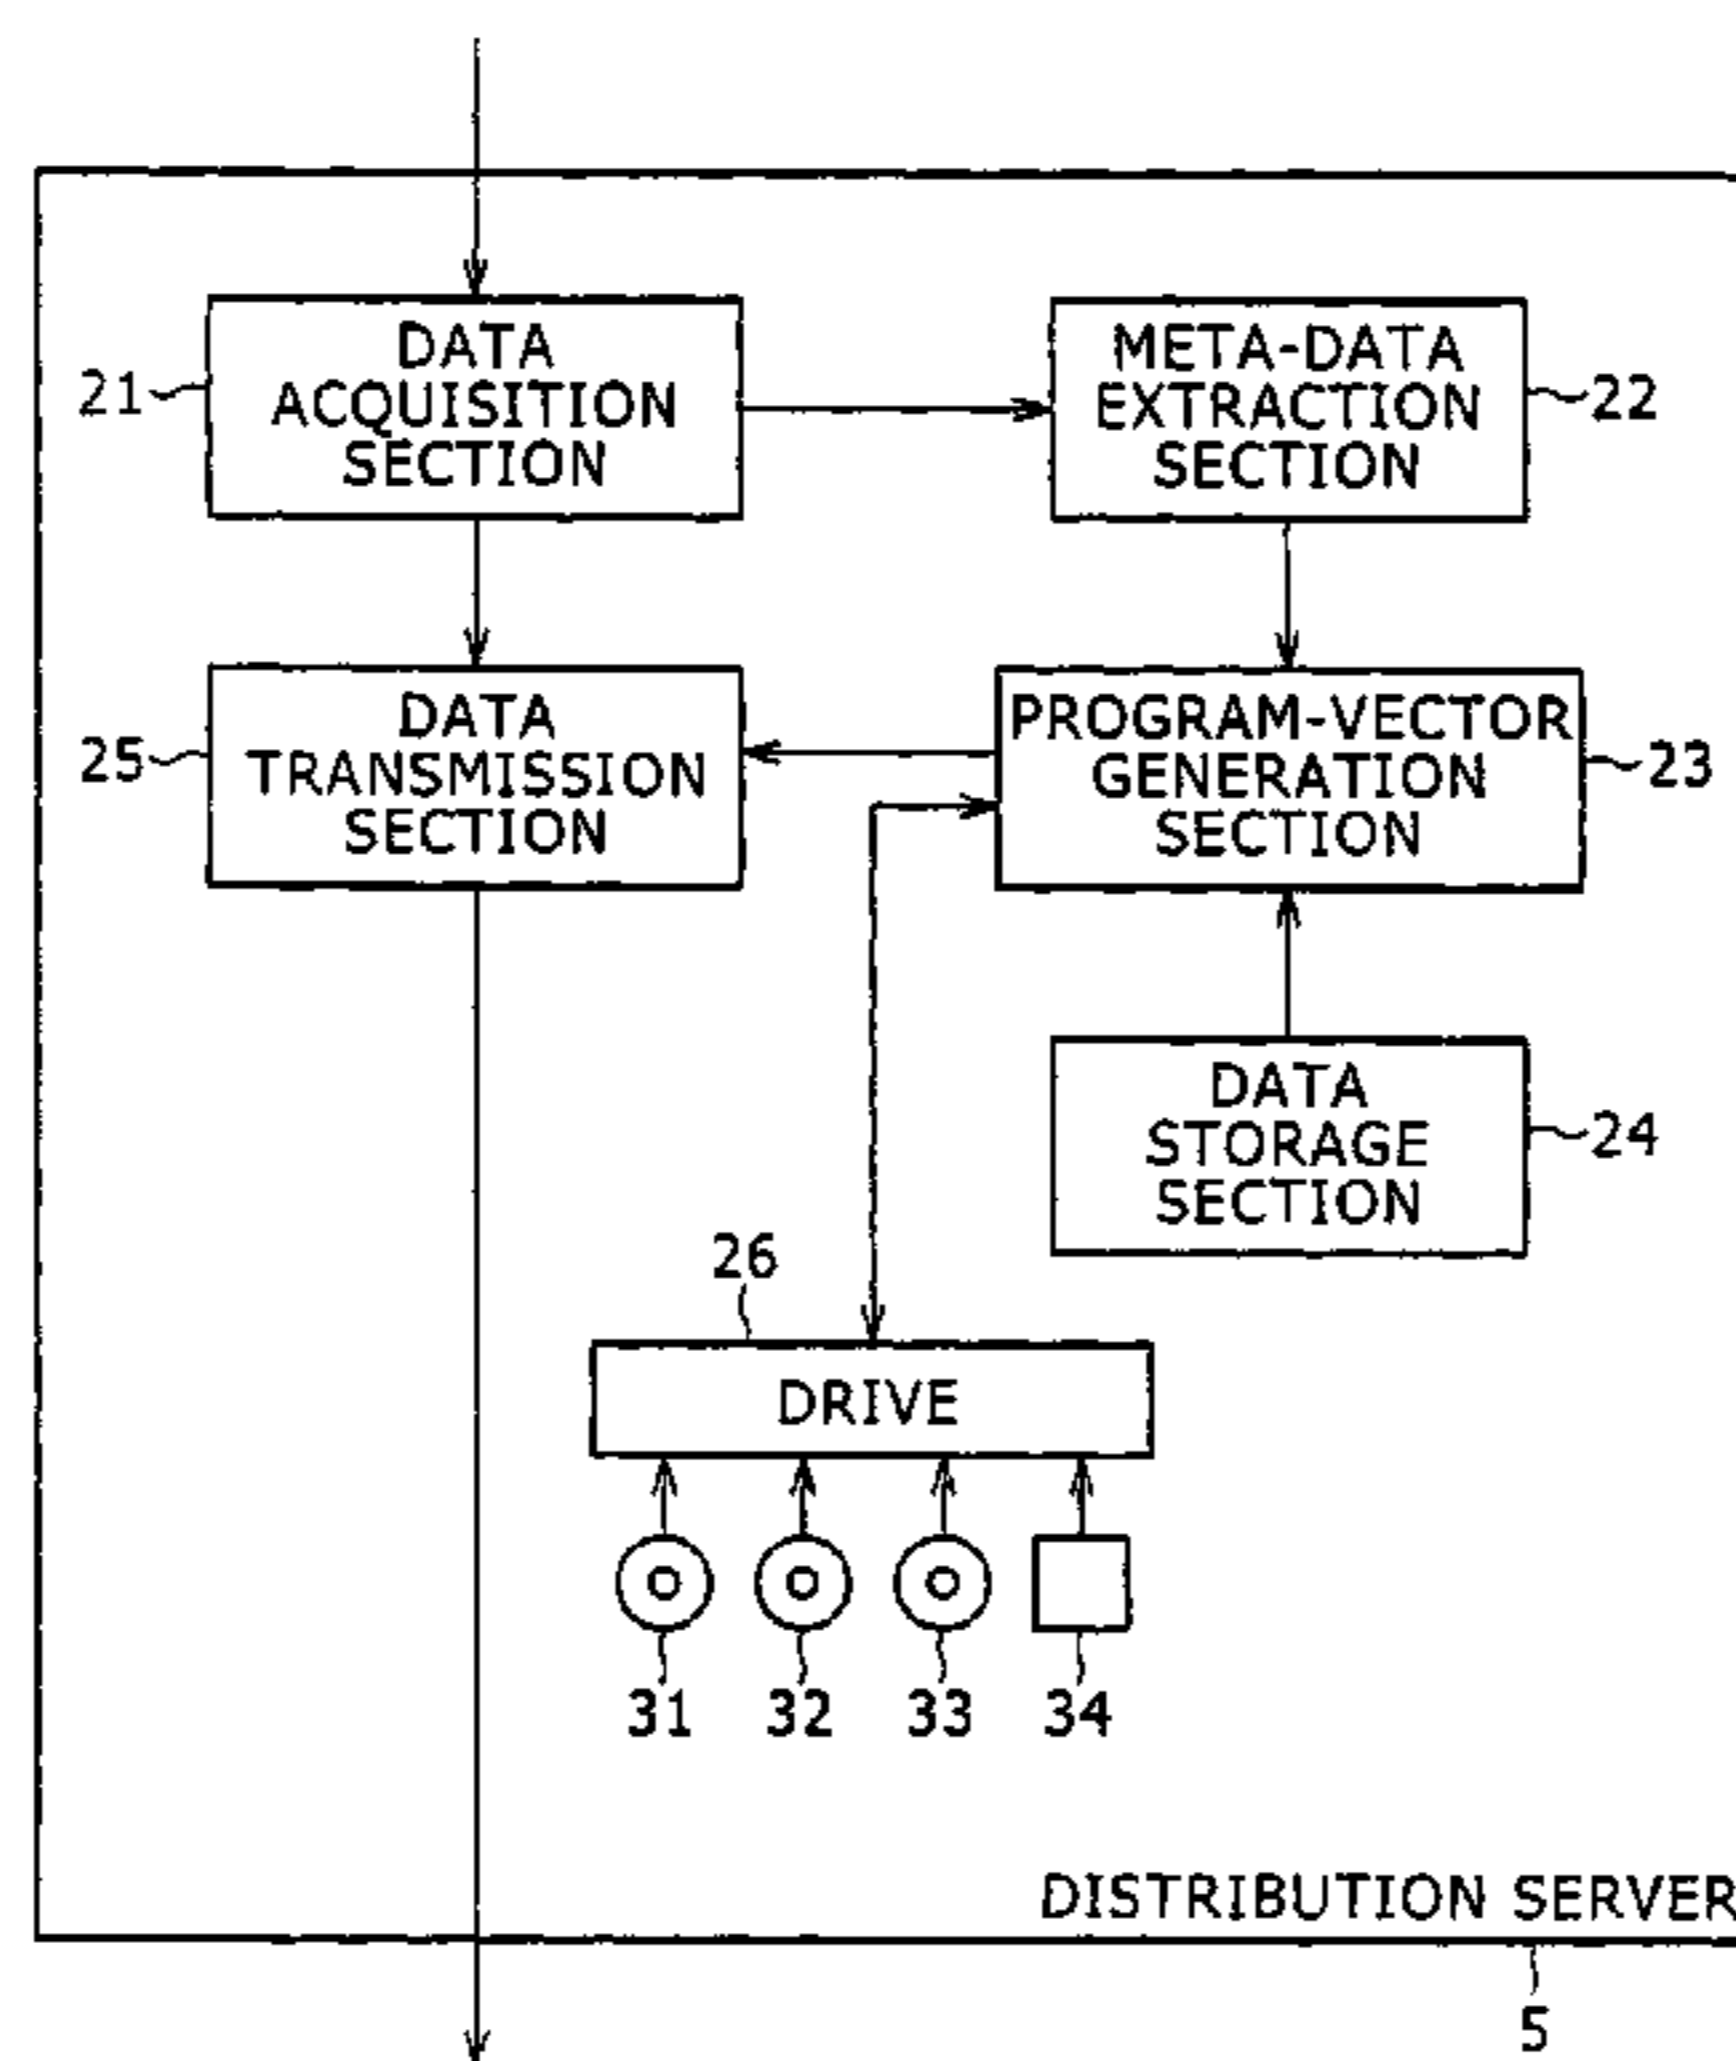 DATA
ACQUISITION
SECTION
21
META-DATA
EXTRACTION
SECTION
22
DATA
TRANSMISSION
SECTION
25
PROGRAM-VECTOR
GENERATION
SECTION
23
DATA
STORAGE
SECTION
24
26
DRIVE
31 32 33 34
DISTRIBUTION SERVER
5